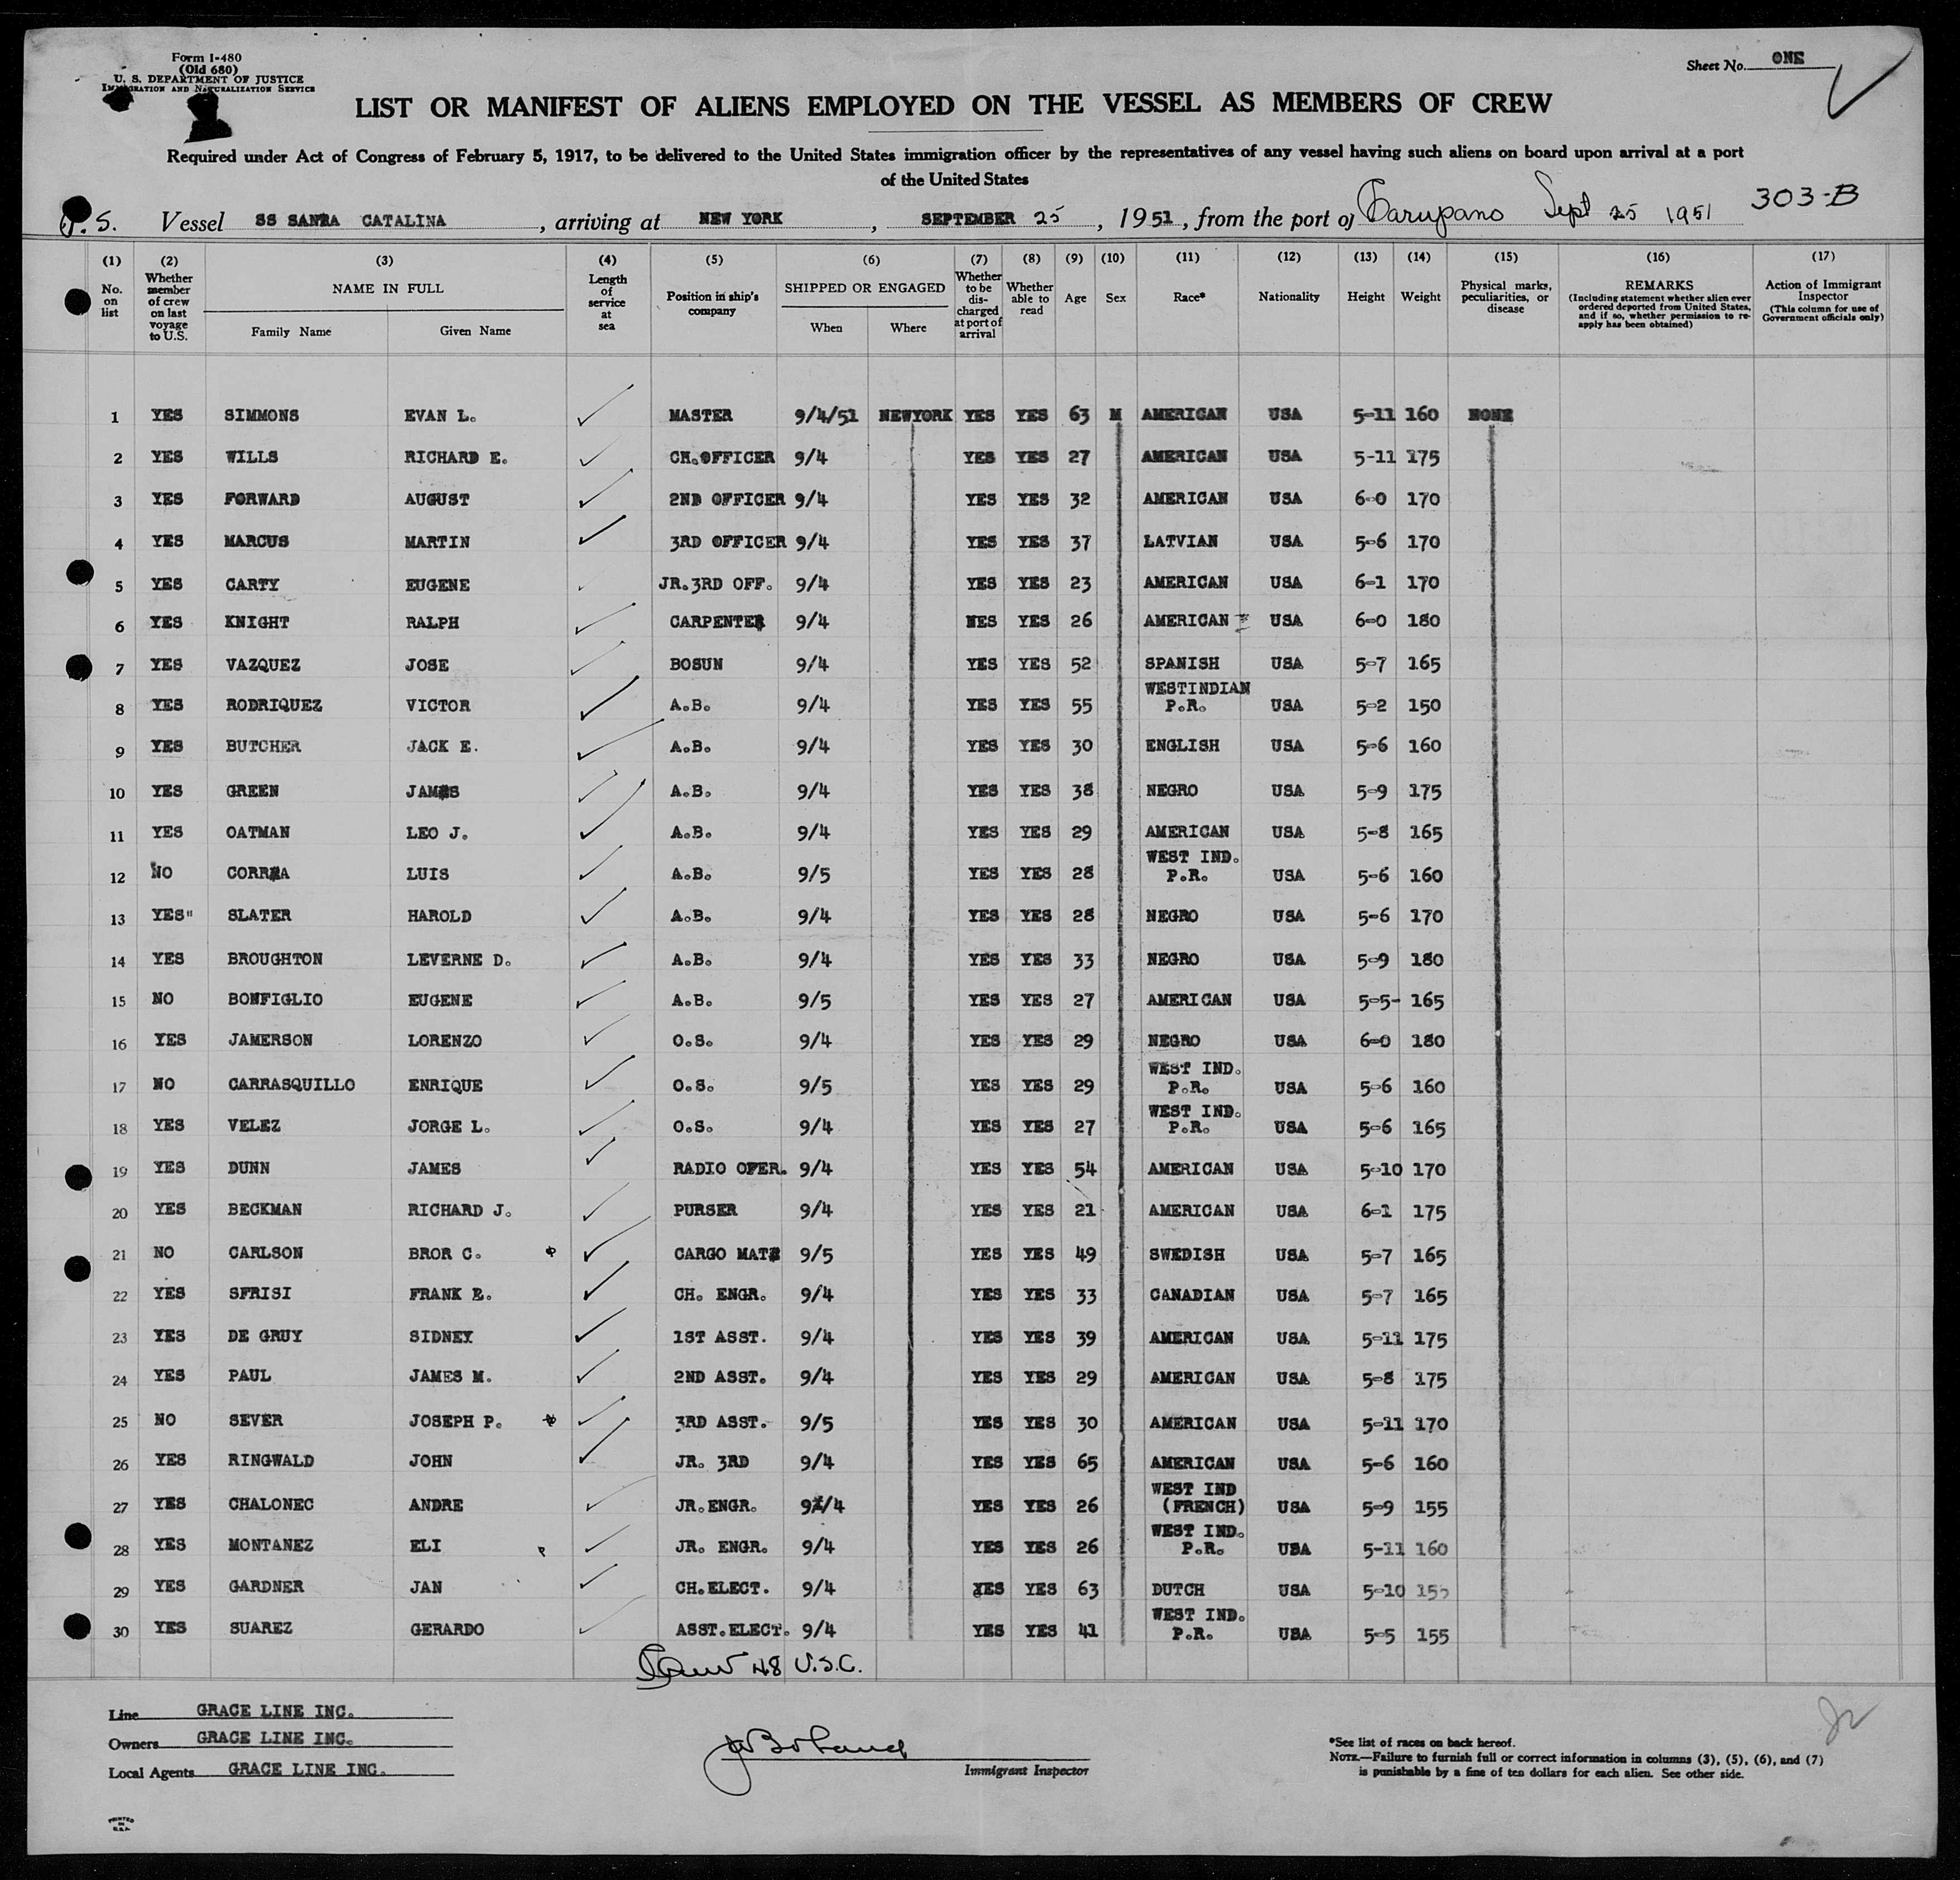 Form I-480
(Old 680)
U. S. DEPARTMENT OF JUSTICE
IMMIGRATION AND NATURALIZATION SERVICE
Sheet No. ONE
LIST OR MANIFEST OF ALIENS EMPLOYED ON THE VESSEL AS MEMBERS OF CREW
Required under Act of Congress of February 5, 1917, to be delivered to the United States immigration officer by the representatives of any vessel having such aliens on board upon arrival at a port
of the United States
303-B
U.S. Vessel SS SANTA CATALINA, arriving at NEW YORK, SEPTEMBER 25, 1951, from the port of Carupano Sept 25 1951
(1) No. on list
(2) Whether member of crew on last voyage to U.S.
(3) NAME IN FULL Family Name Given Name
(4) Length of service at sea
(5) Position in ship's company
(6) SHIPPED OR ENGAGED When Where
(7) Whether to be discharged at port of arrival
(8) Whether able to read
(9) Age
(10) Sex
(11) Race*
(12) Nationality
(13) Height
(14) Weight
(15) Physical marks, peculiarities, or disease
(16) REMARKS (Including statement whether alien ever ordered deported from United States, and if so, whether permission to reapply has been obtained)
(17) Action of Immigrant Inspector (This column for use of Government officials only)
1 YES SIMMONS EVAN L. MASTER 9/4/51 NEWYORK YES YES 63 M AMERICAN USA 5-11 160 NONE
2 YES WILLS RICHARD E. CH.OFFICER 9/4 YES YES 27 AMERICAN USA 5-11 175
3 YES FORWARD AUGUST 2ND OFFICER 9/4 YES YES 32 AMERICAN USA 6-0 170
4 YES MARCUS MARTIN 3RD OFFICER 9/4 YES YES 37 LATVIAN USA 5-6 170
5 YES CARTY EUGENE JR.3RD OFF. 9/4 YES YES 23 AMERICAN USA 6-1 170
6 YES KNIGHT RALPH CARPENTER 9/4 YES YES 26 AMERICAN USA 6-0 180
7 YES VAZQUEZ JOSE BOSUN 9/4 YES YES 52 SPANISH USA 5-7 165
8 YES RODRIQUEZ VICTOR A.B. 9/4 YES YES 55 WESTINDIAN P.R. USA 5-2 150
9 YES BUTCHER JACK E. A.B. 9/4 YES YES 30 ENGLISH USA 5-6 160
10 YES GREEN JAMES A.B. 9/4 YES YES 38 NEGRO USA 5-9 175
11 YES OATMAN LEO J. A.B. 9/4 YES YES 29 AMERICAN USA 5-8 165
12 NO CORREA LUIS A.B. 9/5 YES YES 28 WEST IND. P.R. USA 5-6 160
13 YES" SLATER HAROLD A.B. 9/4 YES YES 28 NEGRO USA 5-6 170
14 YES BROUGHTON LEVERNE D. A.B. 9/4 YES YES 33 NEGRO USA 5-9 180
15 NO BONFIGLIO EUGENE A.B. 9/5 YES YES 27 AMERICAN USA 5-5- 165
16 YES JAMERSON LORENZO O.S. 9/4 YES YES 29 NEGRO USA 6-0 180
17 NO CARRASQUILLO ENRIQUE O.S. 9/5 YES YES 29 WEST IND. P.R. USA 5-6 160
18 YES VELEZ JORGE L. O.S. 9/4 YES YES 27 WEST IND. P.R. USA 5-6 165
19 YES DUNN JAMES RADIO OPER. 9/4 YES YES 54 AMERICAN USA 5-10 170
20 YES BECKMAN RICHARD J. PURSER 9/4 YES YES 21 AMERICAN USA 6-1 175
21 NO CARLSON BROR C. CARGO MATE 9/5 YES YES 49 SWEDISH USA 5-7 165
22 YES SFRISI FRANK E. CH. ENGR. 9/4 YES YES 33 CANADIAN USA 5-7 165
23 YES DE GRUY SIDNEY 1ST ASST. 9/4 YES YES 39 AMERICAN USA 5-11 175
24 YES PAUL JAMES M. 2ND ASST. 9/4 YES YES 29 AMERICAN USA 5-8 175
25 NO SEVER JOSEPH P. 3RD ASST. 9/5 YES YES 30 AMERICAN USA 5-11 170
26 YES RINGWALD JOHN JR. 3RD 9/4 YES YES 65 AMERICAN USA 5-6 160
27 YES CHALONEC ANDRE JR.ENGR. 9/4 YES YES 26 WEST IND (FRENCH) USA 5-9 155
28 YES MONTANEZ ELI JR. ENGR. 9/4 YES YES 26 WEST IND. P.R. USA 5-11 160
29 YES GARDNER JAN CH.ELECT. 9/4 YES YES 63 DUTCH USA 5-10 155
30 YES SUAREZ GERARDO ASST.ELECT. 9/4 YES YES 41 WEST IND. P.R. USA 5-5 155
48 U.S.C.
Line GRACE LINE INC.
Owners GRACE LINE INC.
Local Agents GRACE LINE INC.
Immigrant Inspector
*See list of races on back hereof.
NOTE.—Failure to furnish full or correct information in columns (3), (5), (6), and (7)
is punishable by a fine of ten dollars for each alien. See other side.
PRINTED IN U.S.A.